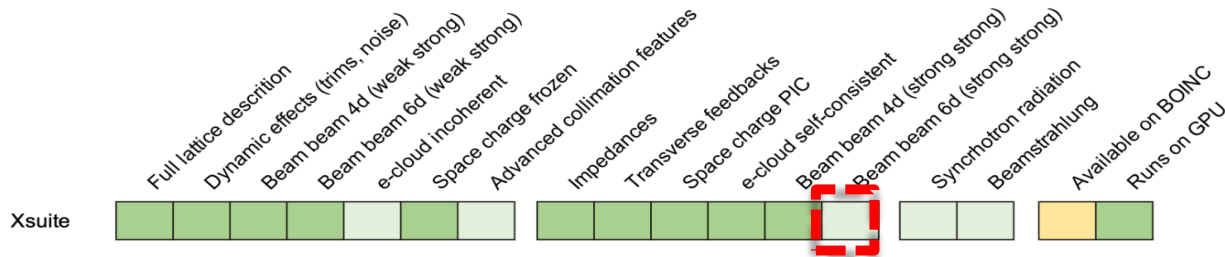 Full lattice descrition
Dynamic effects (trims, noise)
Beam beam 4d (weak strong)
Beam beam 6d (weak strong)
e-cloud incoherent
Space charge frozen
Advanced collimation features
Impedances
Transverse feedbacks
Space charge PIC
e-cloud self-consistent
Beam beam 4d (strong strong)
Beam beam 6d (strong strong)
Syncrhotron radiation
Beamstrahlung
Available on BOINC
Runs on GPU
Xsuite